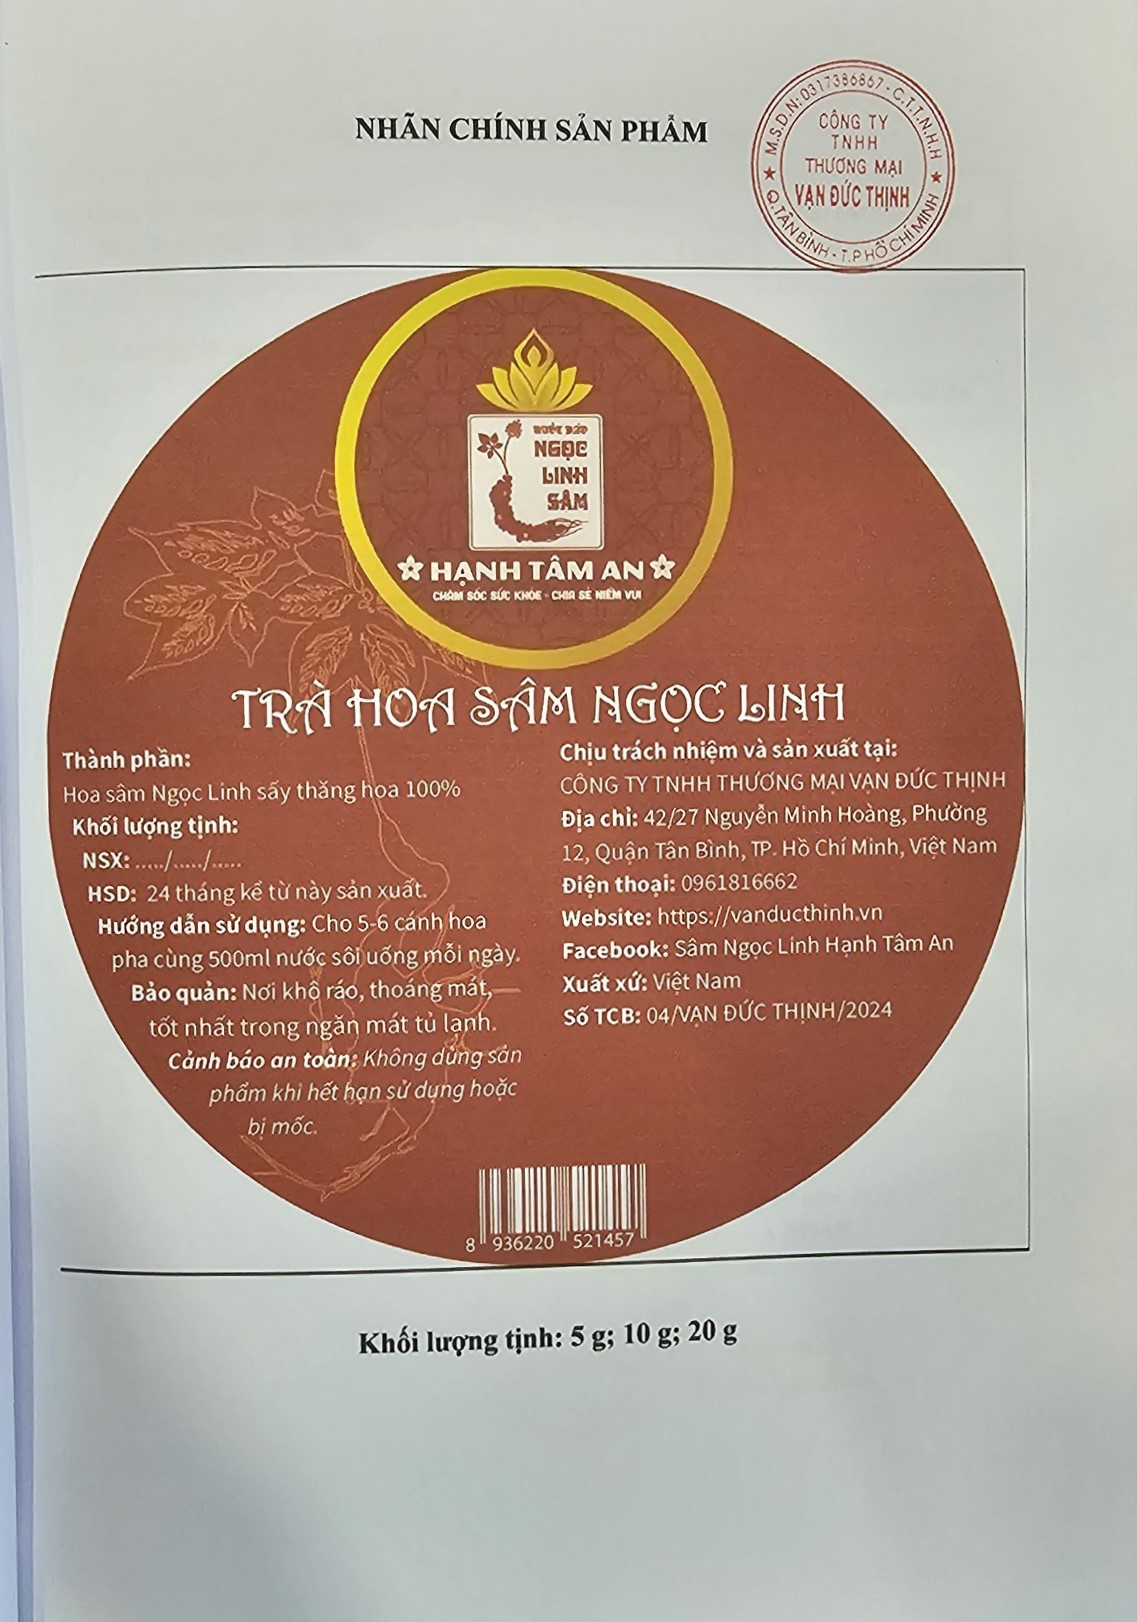 NHÃN CHÍNH SẢN PHẨM
M.S.D.N: 0317386867 - C.T.T.N.H.H
CÔNG TY
TNHH
THƯƠNG MẠI
VẠN ĐỨC THỊNH
Q.TÂN BÌNH - T.P HỒ CHÍ MINH
QUỐC BẢO
NGỌC
LINH
SÂM
HẠNH TÂM AN
CHĂM SÓC SỨC KHỎE - CHIA SẺ NIỀM VUI
TRÀ HOA SÂM NGỌC LINH
Thành phần:
Hoa sâm Ngọc Linh sấy thăng hoa 100%
Khối lượng tịnh:
NSX: ...../...../.....
HSD: 24 tháng kể từ này sản xuất.
Hướng dẫn sử dụng: Cho 5-6 cánh hoa
pha cùng 500ml nước sôi uống mỗi ngày.
Bảo quản: Nơi khô ráo, thoáng mát,
tốt nhất trong ngăn mát tủ lạnh.
Cảnh báo an toàn: Không dùng sản
phẩm khi hết hạn sử dụng hoặc
bị mốc.
Chịu trách nhiệm và sản xuất tại:
CÔNG TY TNHH THƯƠNG MẠI VẠN ĐỨC THỊNH
Địa chỉ: 42/27 Nguyễn Minh Hoàng, Phường
12, Quận Tân Bình, TP. Hồ Chí Minh, Việt Nam
Điện thoại: 0961816662
Website: https://vanducthinh.vn
Facebook: Sâm Ngọc Linh Hạnh Tâm An
Xuất xứ: Việt Nam
Số TCB: 04/VẠN ĐỨC THỊNH/2024
8 936220 521457
Khối lượng tịnh: 5 g; 10 g; 20 g